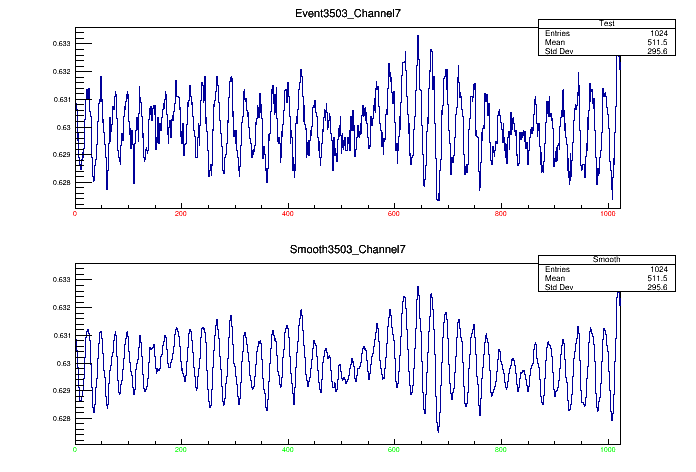 Event3503_Channel7
Test
Entries 1024
Mean 511.5
Std Dev 295.6
0.633
0.632
0.631
0.63
0.629
0.628
0 200 400 600 800 1000
Smooth3503_Channel7
Smooth
Entries 1024
Mean 511.5
Std Dev 295.6
0.633
0.632
0.631
0.63
0.629
0.628
0 200 400 600 800 1000